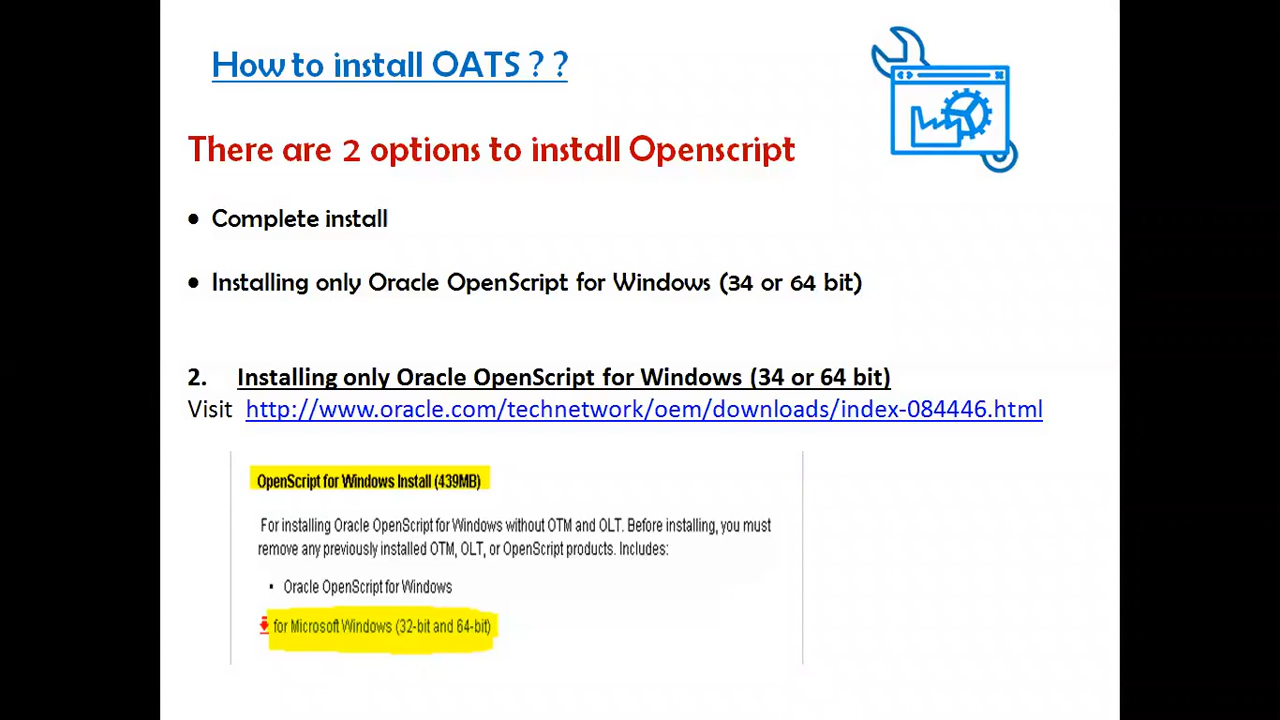 How to install OATS ? ?
There are 2 options to install Openscript
• Complete install
• Installing only Oracle OpenScript for Windows (34 or 64 bit)
2. Installing only Oracle OpenScript for Windows (34 or 64 bit)
Visit http://www.oracle.com/technetwork/oem/downloads/index-084446.html
OpenScript for Windows Install (439MB)
For installing Oracle OpenScript for Windows without OTM and OLT. Before installing, you must
remove any previously installed OTM, OLT, or OpenScript products. Includes:
• Oracle OpenScript for Windows
for Microsoft Windows (32-bit and 64-bit)